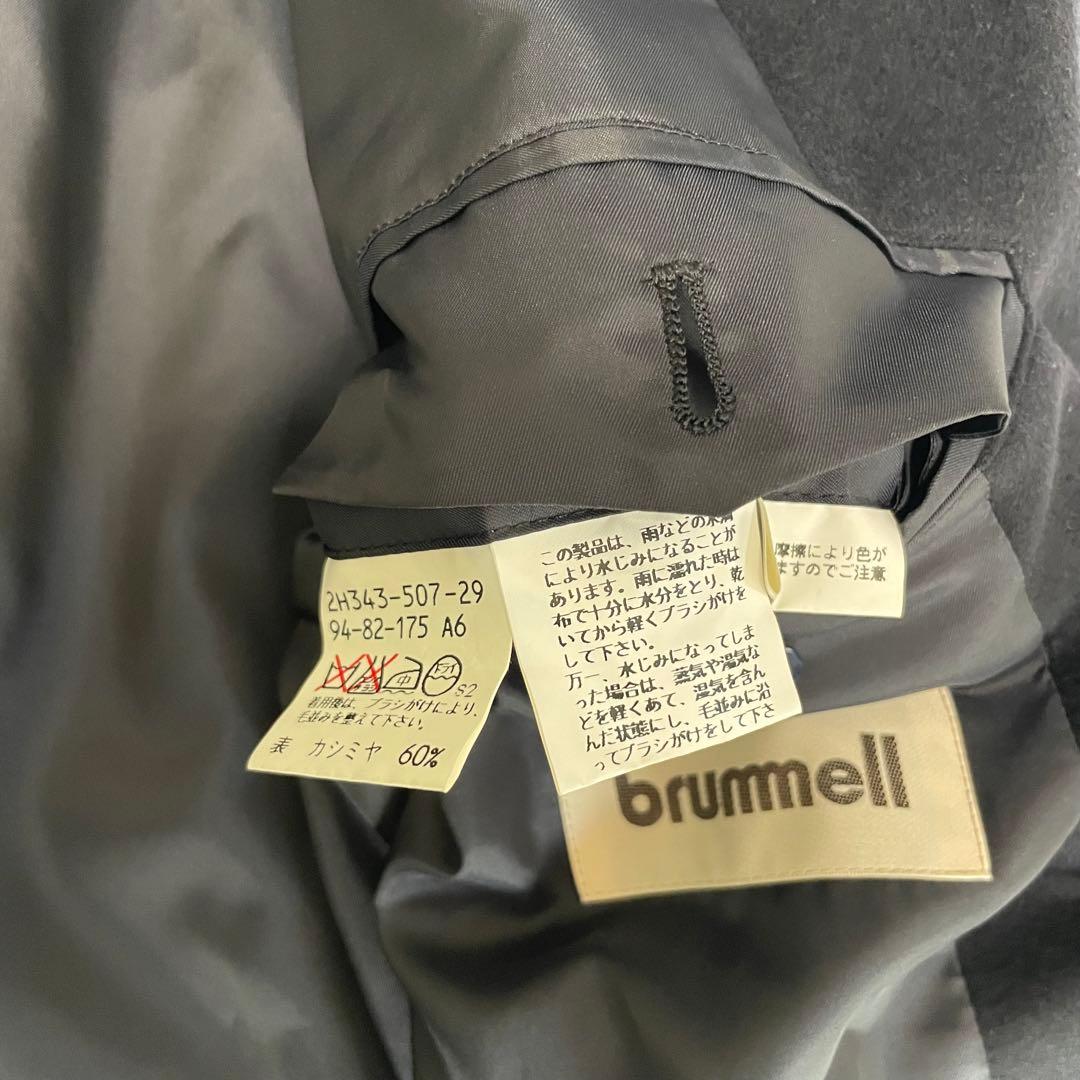 2H343-507-29
94-82-175 A6
中 ドライ S2
着用後は、ブラシがけにより、
毛並みを整えて下さい。
表 カシミヤ 60%
この製品は、雨などの水滴
により水じみになることが
あります。雨に濡れた時は
布で十分に水分をとり、乾
いてから軽くブラシがけを
して下さい。
万一、水じみになってしま
った場合は、蒸気や湯気な
どを軽くあて、湿気を含ん
だ状態にし、毛並みに沿
ってブラシがけをして下さ
摩擦により色が
ますのでご注意
brummell